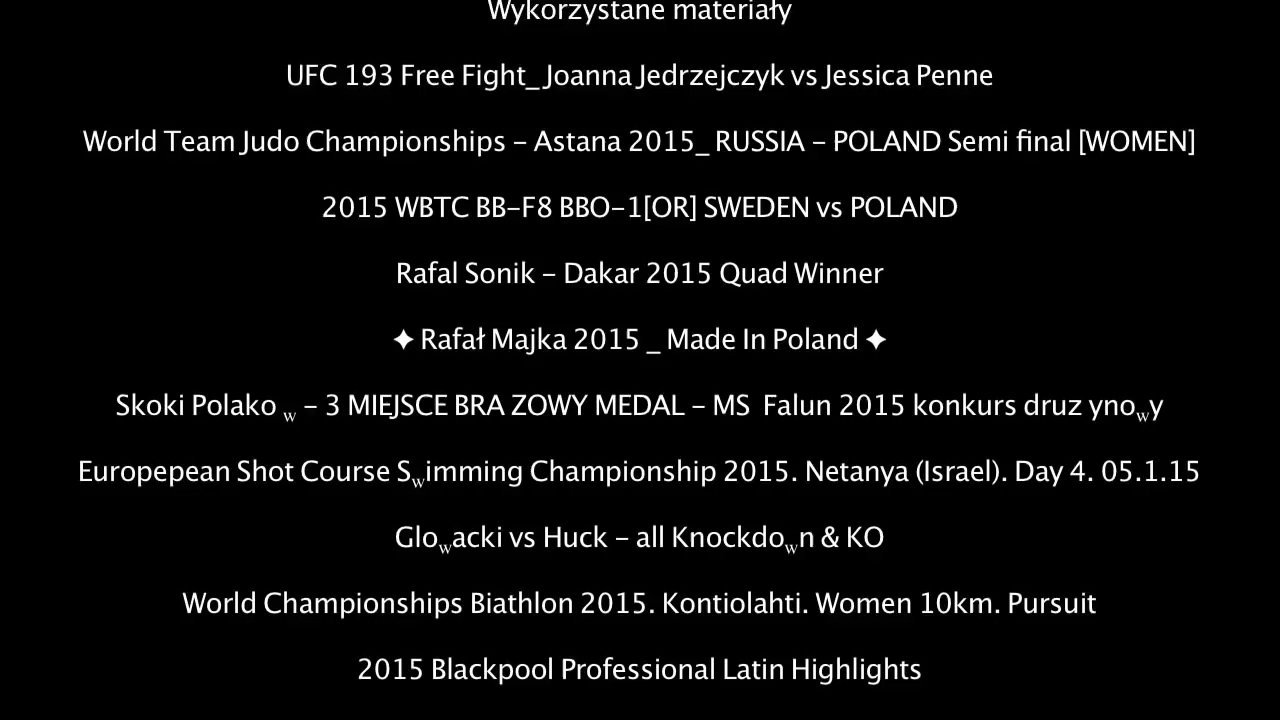 Wykorzystane materiały
UFC 193 Free Fight_ Joanna Jedrzejczyk vs Jessica Penne
World Team Judo Championships – Astana 2015_ RUSSIA – POLAND Semi final [WOMEN]
2015 WBTC BB–F8 BBO–1[OR] SWEDEN vs POLAND
Rafal Sonik – Dakar 2015 Quad Winner
✦ Rafał Majka 2015 _ Made In Poland ✦
Skoki Polako w – 3 MIEJSCE BRA ZOWY MEDAL – MS  Falun 2015 konkurs druz ynowy
Europepean Shot Course Swimming Championship 2015. Netanya (Israel). Day 4. 05.1.15
Glowacki vs Huck – all Knockdown & KO
World Championships Biathlon 2015. Kontiolahti. Women 10km. Pursuit
2015 Blackpool Professional Latin Highlights